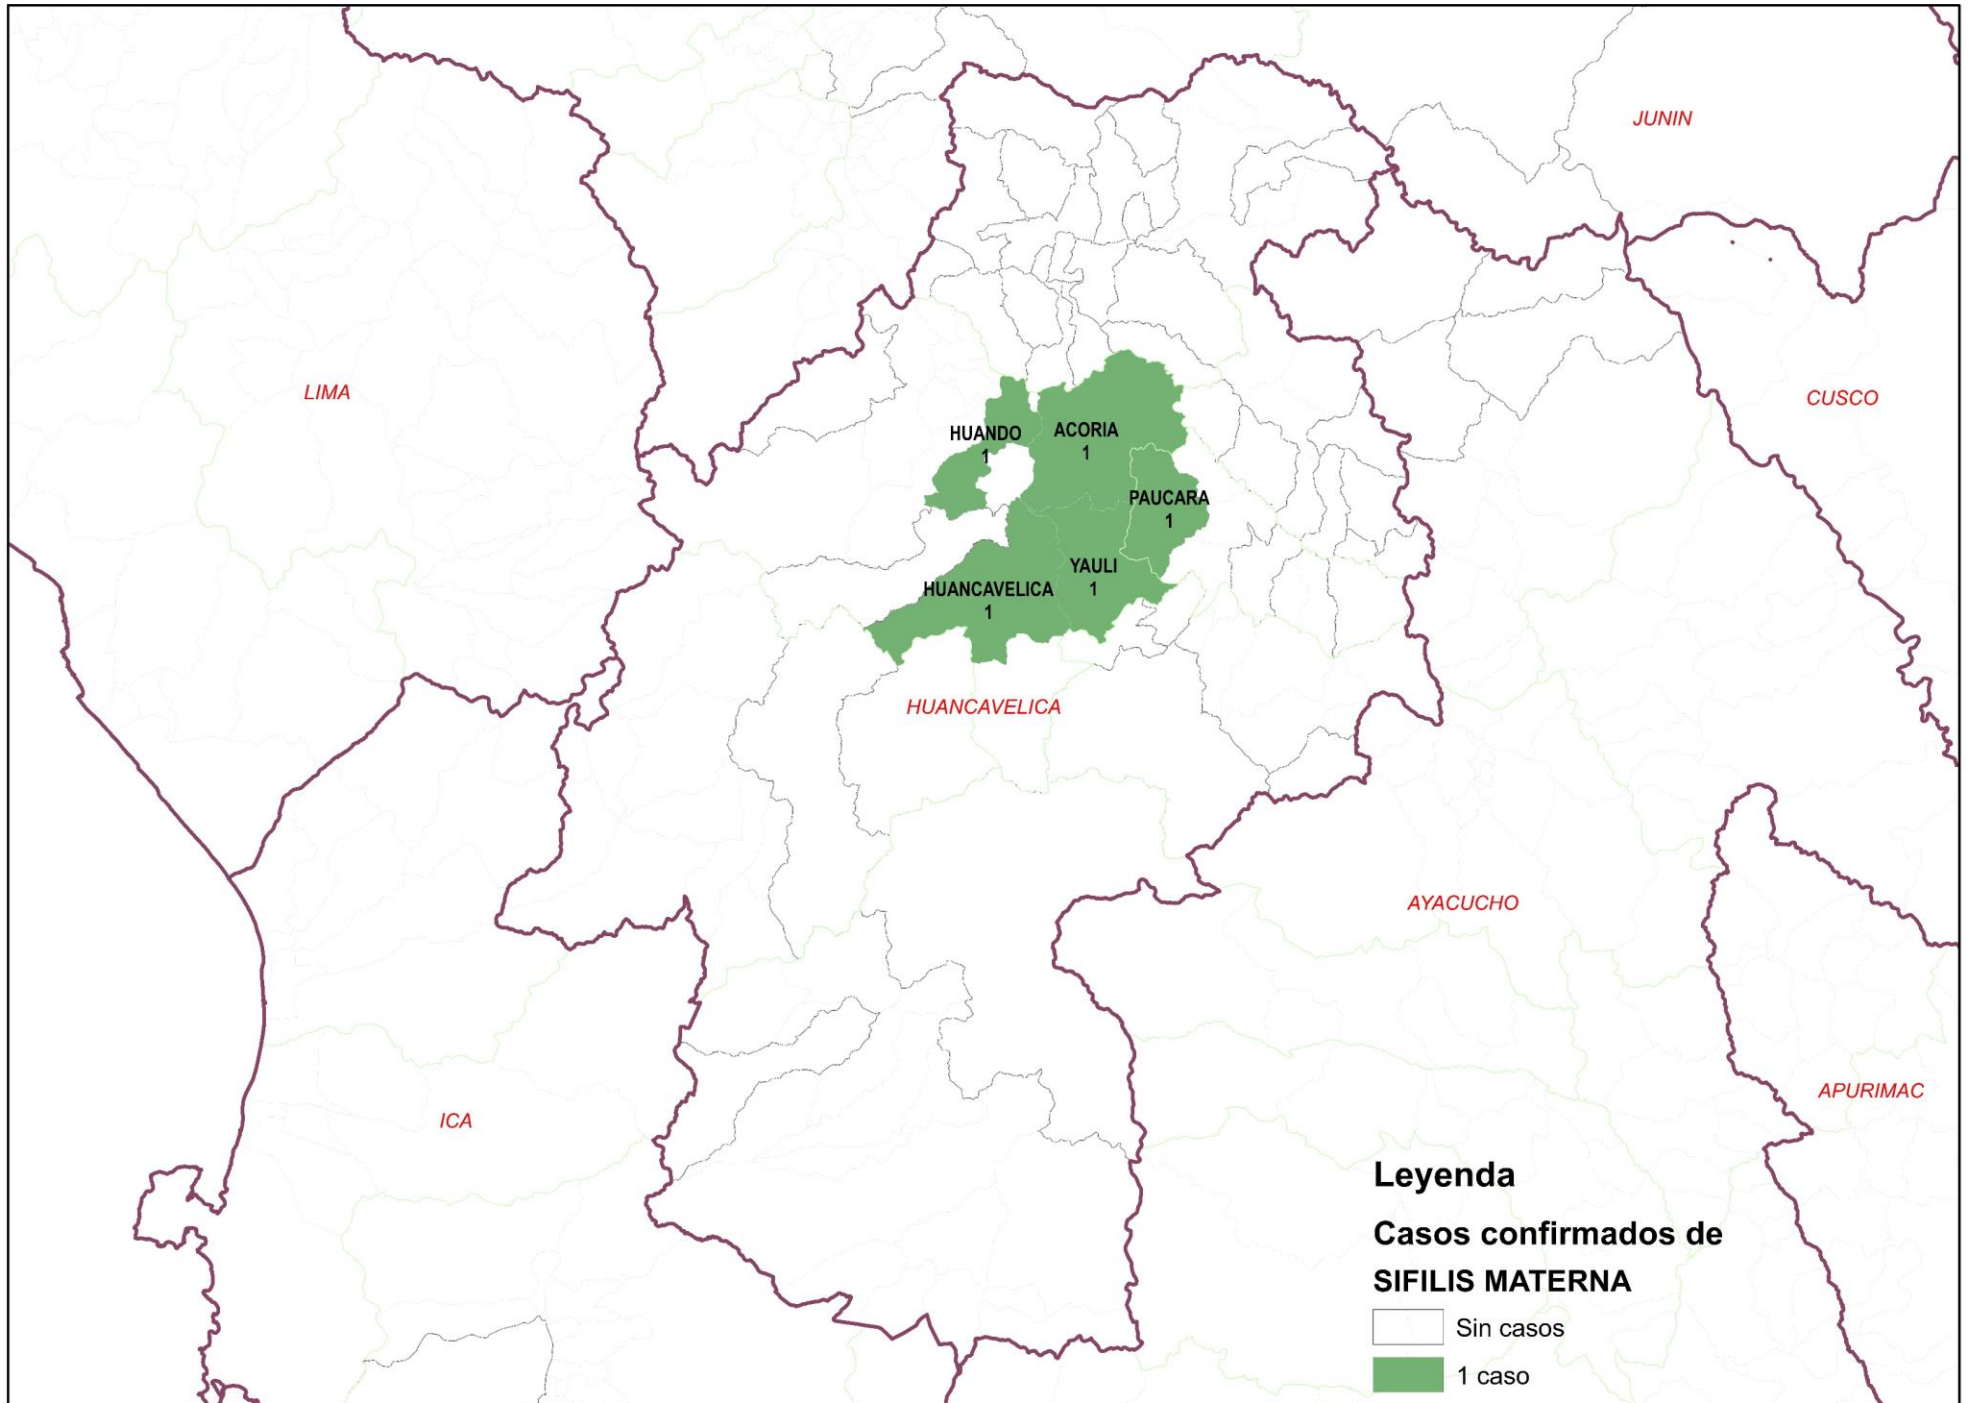 JUNIN
LIMA
CUSCO
HUANDO
1
ACORIA
1
PAUCARA
1
YAULI
1
HUANCAVELICA
1
HUANCAVELICA
AYACUCHO
APURIMAC
ICA
Leyenda
Casos confirmados de
SIFILIS MATERNA
Sin casos
1 caso